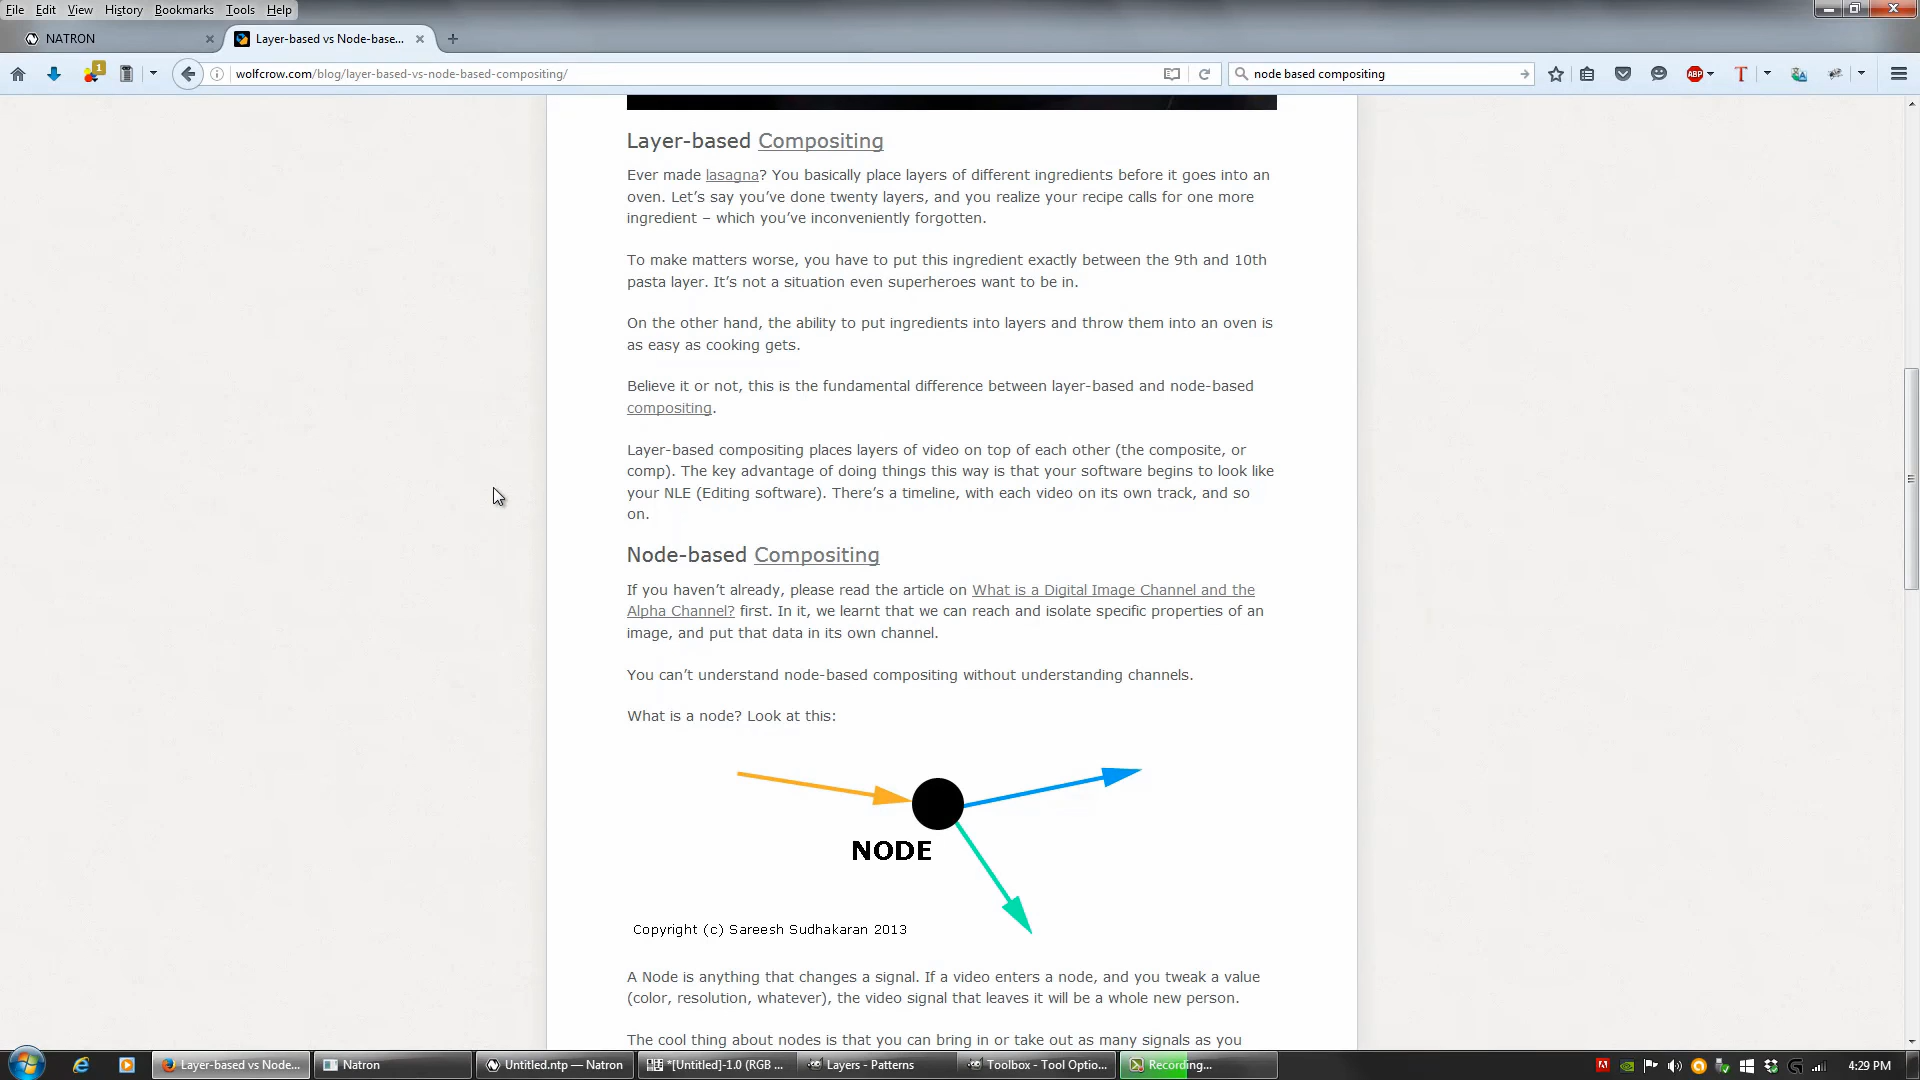 File Edit View History Bookmarks Tools Help
NATRON
Layer-based vs Node-base...
1
wolfcrow.com/blog/layer-based-vs-node-based-compositing/
node based compositing
ABP
T
Layer-based Compositing
Ever made lasagna? You basically place layers of different ingredients before it goes into an
oven. Let’s say you’ve done twenty layers, and you realize your recipe calls for one more
ingredient – which you’ve inconveniently forgotten.
To make matters worse, you have to put this ingredient exactly between the 9th and 10th
pasta layer. It’s not a situation even superheroes want to be in.
On the other hand, the ability to put ingredients into layers and throw them into an oven is
as easy as cooking gets.
Believe it or not, this is the fundamental difference between layer-based and node-based
compositing.
Layer-based compositing places layers of video on top of each other (the composite, or
comp). The key advantage of doing things this way is that your software begins to look like
your NLE (Editing software). There’s a timeline, with each video on its own track, and so
on.
Node-based Compositing
If you haven’t already, please read the article on What is a Digital Image Channel and the
Alpha Channel? first. In it, we learnt that we can reach and isolate specific properties of an
image, and put that data in its own channel.
You can’t understand node-based compositing without understanding channels.
What is a node? Look at this:
NODE
Copyright (c) Sareesh Sudhakaran 2013
A Node is anything that changes a signal. If a video enters a node, and you tweak a value
(color, resolution, whatever), the video signal that leaves it will be a whole new person.
The cool thing about nodes is that you can bring in or take out as many signals as you
Layer-based vs Node...
Natron
Untitled.ntp — Natron
*[Untitled]-1.0 (RGB ...
Layers - Patterns
Toolbox - Tool Optio...
Recording...
4:29 PM